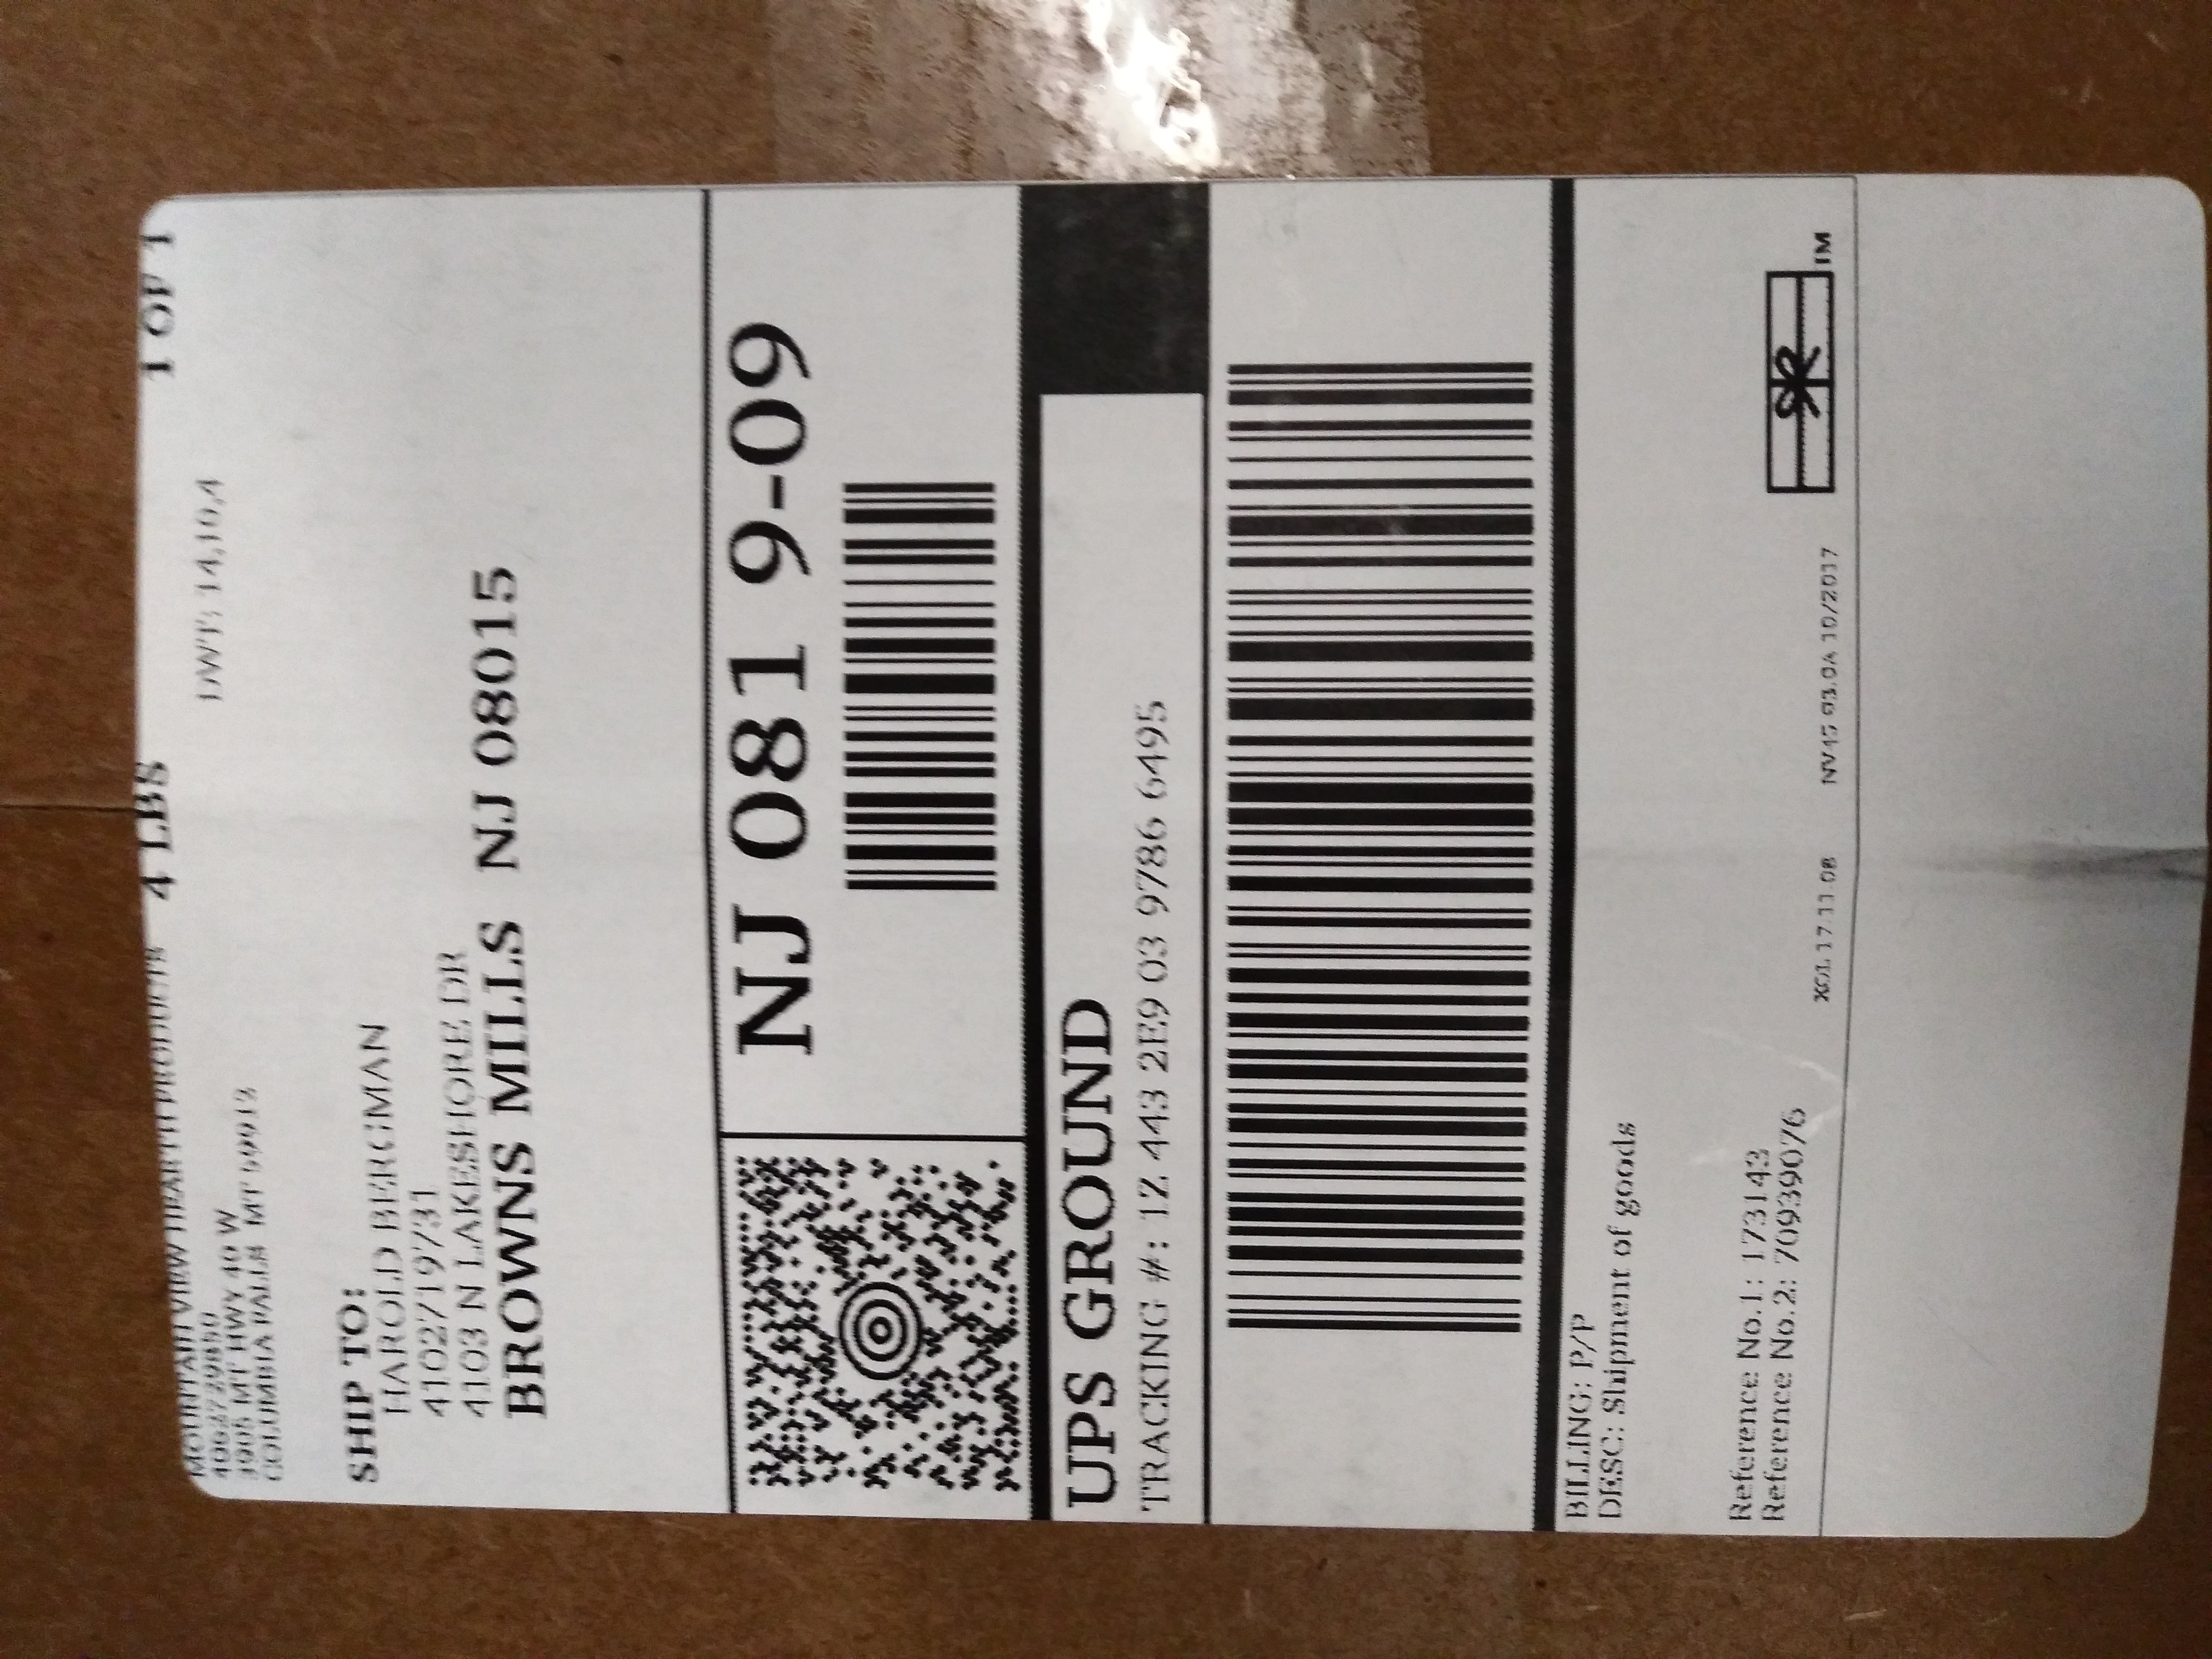 MOUNTAIN VIEW HEARTH PRODUCTS 4 LBS 1 OF 1
4062729850 DWT: 14,10,4
3905 MT HWY 40 W
COLUMBIA FALLS MT 59912
SHIP TO:
HAROLD BERGMAN
4102719731
4103 N LAKESHORE DR
BROWNS MILLS NJ 08015
NJ 081 9-09
UPS GROUND
TRACKING #: 1Z 443 2E9 03 9786 6495
BILLING: P/P
DESC: Shipment of goods
Reference No.1: 173143
Reference No.2: 70939076
XOL 17.11.08 NV45 93.0A 10/2017
TM